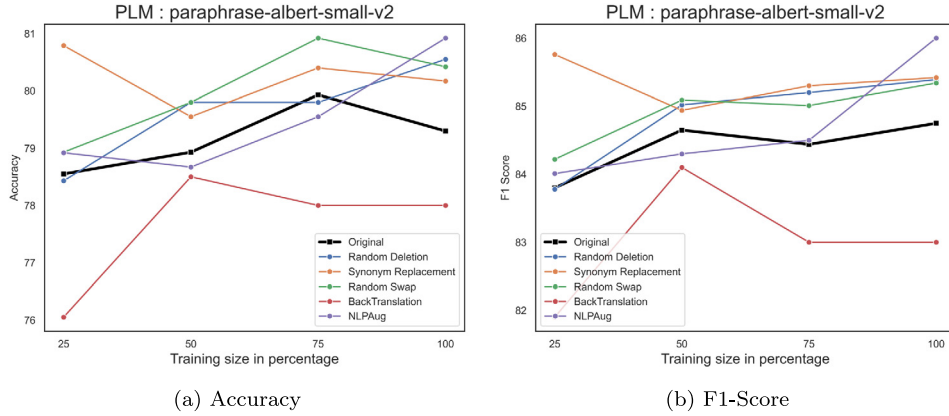 PLM : paraphrase-albert-small-v2
81
80
79
78
77
76
Accuracy
Original
Random Deletion
Synonym Replacement
Random Swap
BackTranslation
NLPAug
25
50
75
100
Training size in percentage
(a) Accuracy
PLM : paraphrase-albert-small-v2
86
85
84
83
82
F1 Score
Original
Random Deletion
Synonym Replacement
Random Swap
BackTranslation
NLPAug
25
50
75
100
Training size in percentage
(b) F1-Score